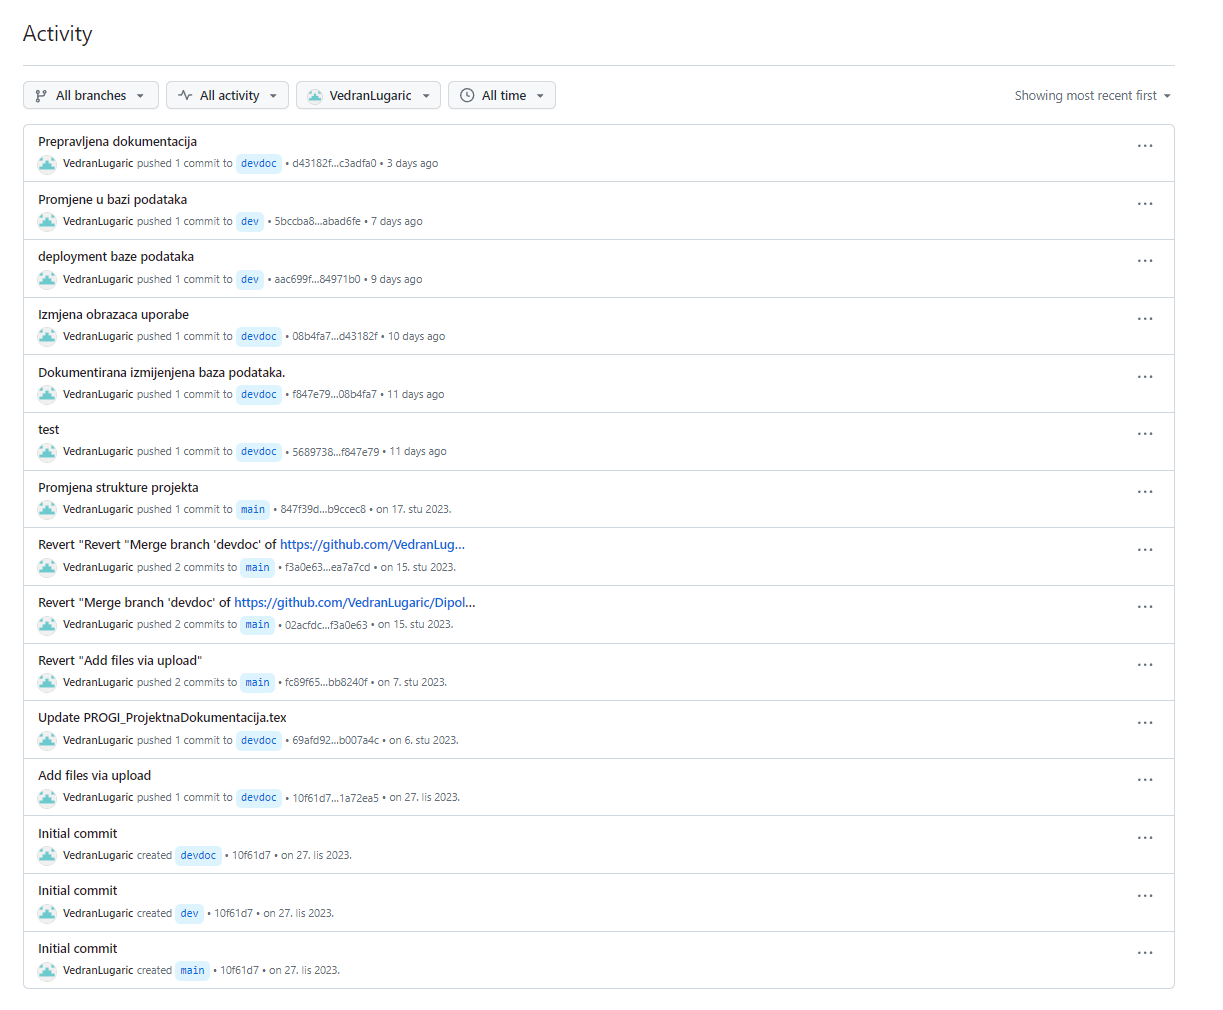 Activity
All branches All activity VedranLugaric All time Showing most recent first
Prepravljena dokumentacija
VedranLugaric pushed 1 commit to devdoc • d43182f...c3adfa0 • 3 days ago
Promjene u bazi podataka
VedranLugaric pushed 1 commit to dev • 5bccba8...abad6fe • 7 days ago
deployment baze podataka
VedranLugaric pushed 1 commit to dev • aac699f...84971b0 • 9 days ago
Izmjena obrazaca uporabe
VedranLugaric pushed 1 commit to devdoc • 08b4fa7...d43182f • 10 days ago
Dokumentirana izmijenjena baza podataka.
VedranLugaric pushed 1 commit to devdoc • f847e79...08b4fa7 • 11 days ago
test
VedranLugaric pushed 1 commit to devdoc • 5689738...f847e79 • 11 days ago
Promjena strukture projekta
VedranLugaric pushed 1 commit to main • 847f39d...b9ccec8 • on 17. stu 2023.
Revert "Revert "Merge branch 'devdoc' of https://github.com/VedranLug...
VedranLugaric pushed 2 commits to main • f3a0e63...ea7a7cd • on 15. stu 2023.
Revert "Merge branch 'devdoc' of https://github.com/VedranLugaric/Dipol...
VedranLugaric pushed 2 commits to main • 02acfdc...f3a0e63 • on 15. stu 2023.
Revert "Add files via upload"
VedranLugaric pushed 2 commits to main • fc89f65...bb8240f • on 7. stu 2023.
Update PROGI_ProjektnaDokumentacija.tex
VedranLugaric pushed 1 commit to devdoc • 69afd92...b007a4c • on 6. stu 2023.
Add files via upload
VedranLugaric pushed 1 commit to devdoc • 10f61d7...1a72ea5 • on 27. lis 2023.
Initial commit
VedranLugaric created devdoc • 10f61d7 • on 27. lis 2023.
Initial commit
VedranLugaric created dev • 10f61d7 • on 27. lis 2023.
Initial commit
VedranLugaric created main • 10f61d7 • on 27. lis 2023.